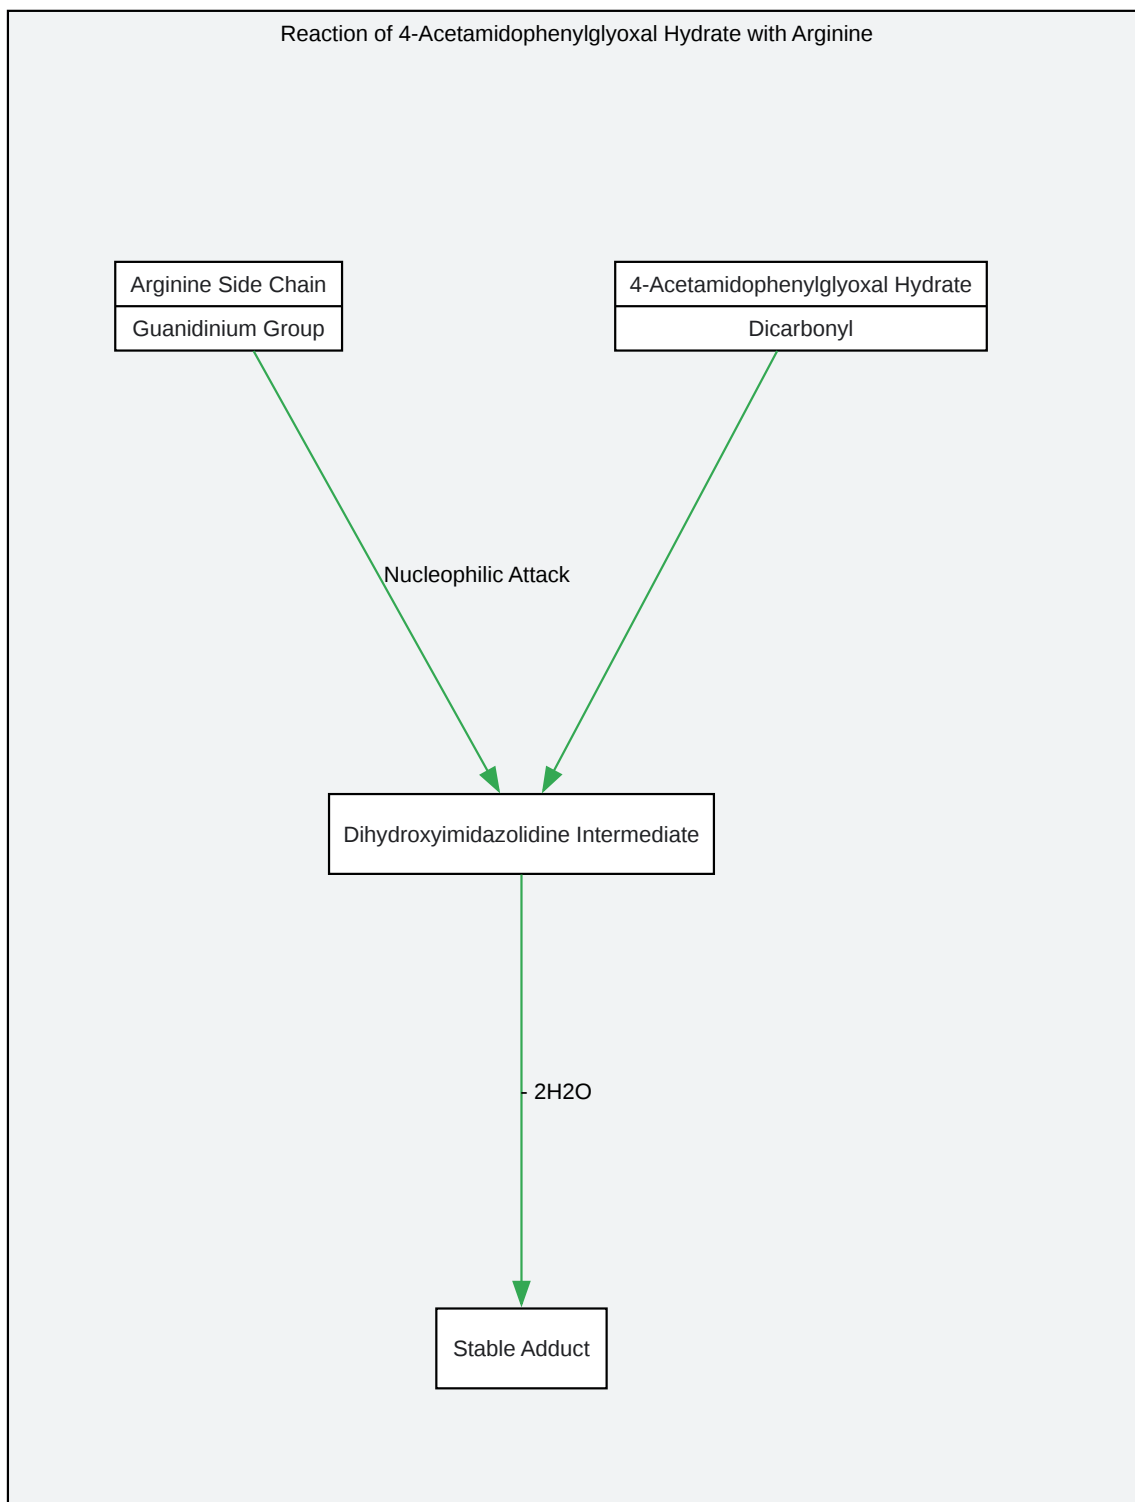 Reaction of 4-Acetamidophenylglyoxal Hydrate with Arginine
Arginine Side Chain
Guanidinium Group
4-Acetamidophenylglyoxal Hydrate
Dicarbonyl
Nucleophilic Attack
Dihydroxyimidazolidine Intermediate
- 2H2O
Stable Adduct